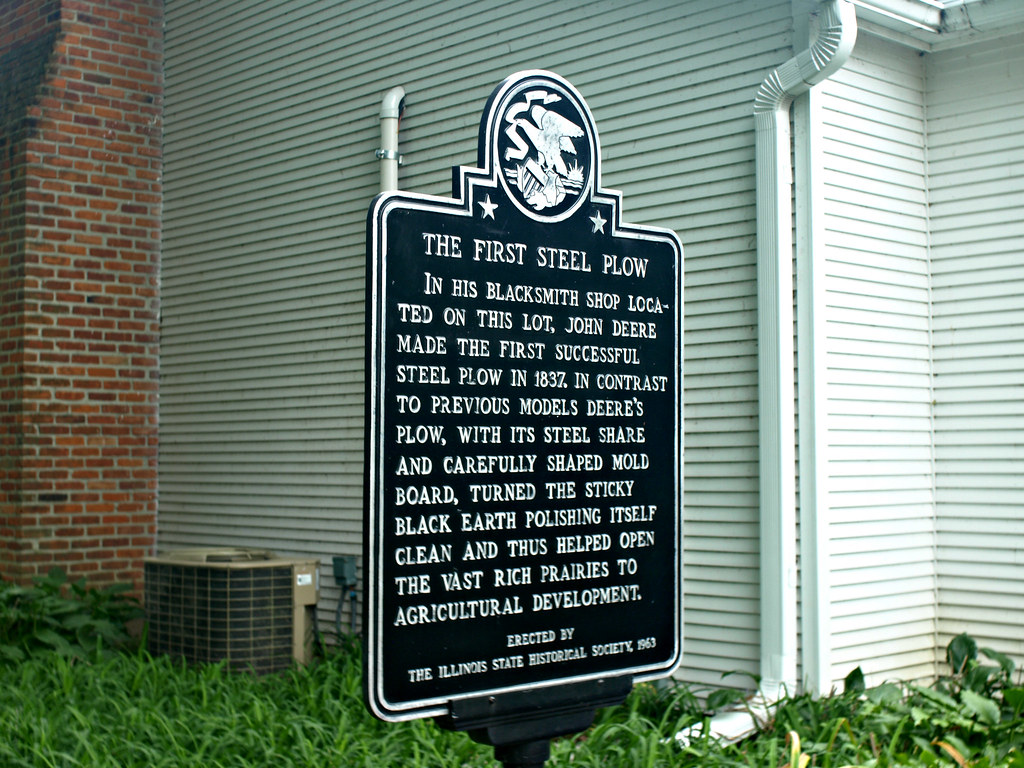 THE FIRST STEEL PLOW
IN HIS BLACKSMITH SHOP LOCA-
TED ON THIS LOT, JOHN DEERE
MADE THE FIRST SUCCESSFUL
STEEL PLOW IN 1837. IN CONTRAST
TO PREVIOUS MODELS DEERE'S
PLOW, WITH ITS STEEL SHARE
AND CAREFULLY SHAPED MOLD
BOARD, TURNED THE STICKY
BLACK EARTH POLISHING ITSELF
CLEAN AND THUS HELPED OPEN
THE VAST RICH PRAIRIES TO
AGRICULTURAL DEVELOPMENT.
ERECTED BY
THE ILLINOIS STATE HISTORICAL SOCIETY, 1963